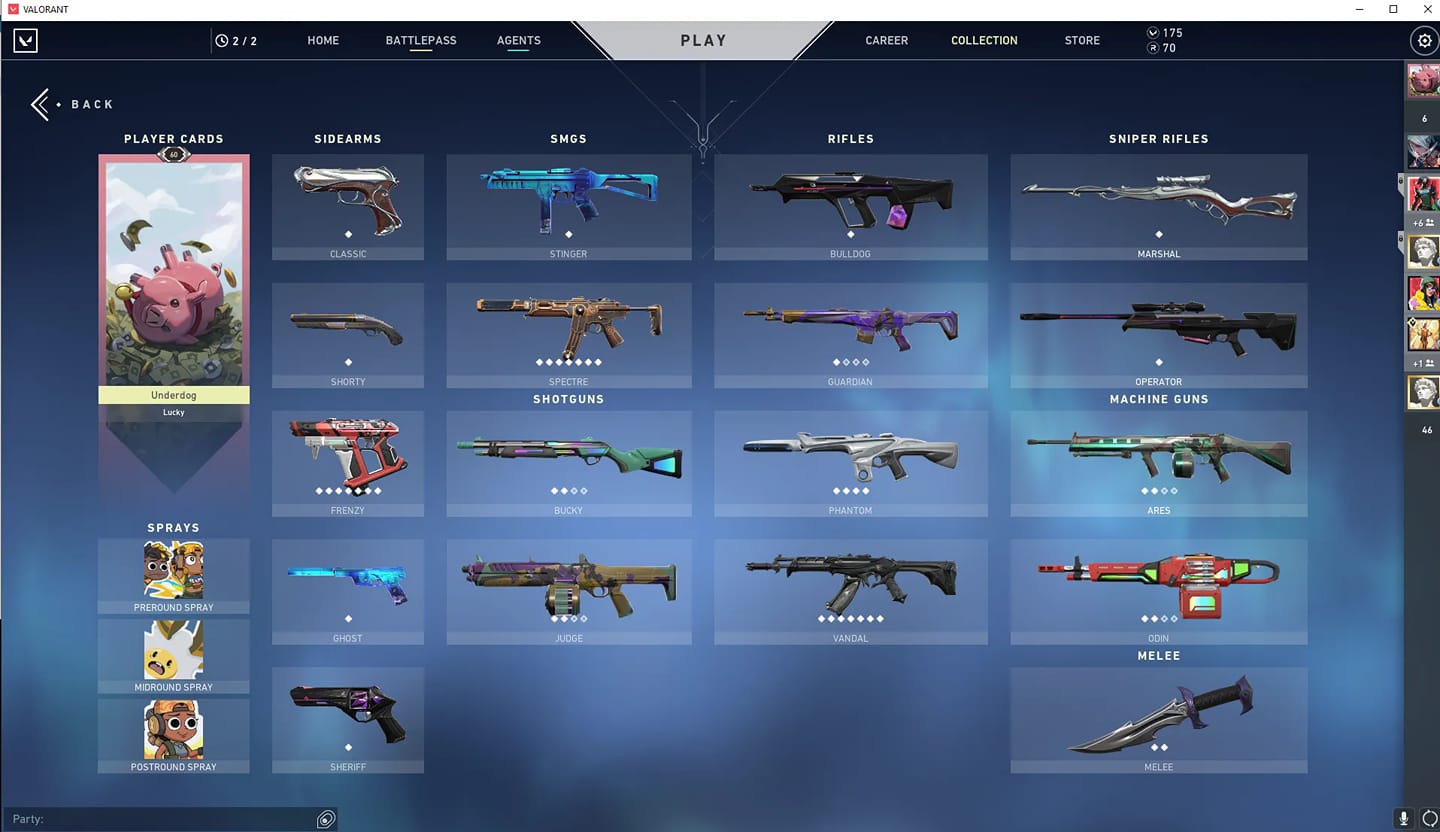 VALORANT
2 / 2
HOME
BATTLEPASS
AGENTS
PLAY
CAREER
COLLECTION
STORE
175
70
BACK
PLAYER CARDS
SIDEARMS
SMGS
RIFLES
SNIPER RIFLES
60
CLASSIC
STINGER
BULLDOG
MARSHAL
6
+6
SHORTY
SPECTRE
GUARDIAN
OPERATOR
+1
Underdog
Lucky
SHOTGUNS
MACHINE GUNS
46
FRENZY
BUCKY
PHANTOM
ARES
SPRAYS
PREROUND SPRAY
GHOST
JUDGE
VANDAL
ODIN
MELEE
MIDROUND SPRAY
POSTROUND SPRAY
SHERIFF
MELEE
Party: